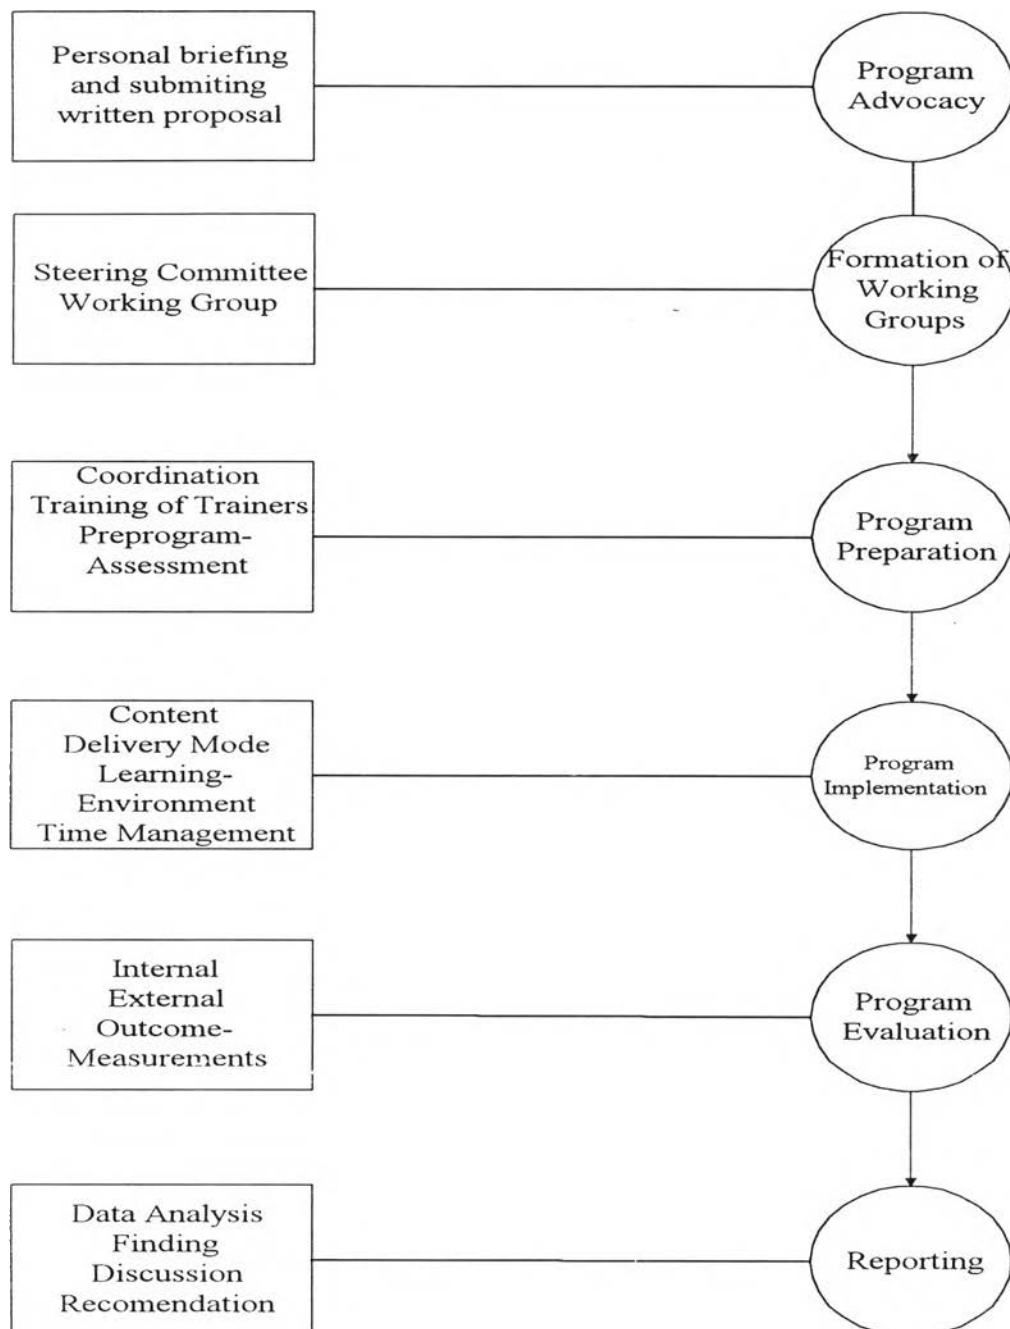 Personal briefing
and submiting
written proposal
Program
Advocacy
Steering Committee
Working Group
Formation of
Working
Groups
Coordination
Training of Trainers
Preprogram-
Assessment
Program
Preparation
Content
Delivery Mode
Learning-
Environment
Time Management
Program
Implementation
Internal
External
Outcome-
Measurements
Program
Evaluation
Data Analysis
Finding
Discussion
Recomendation
Reporting